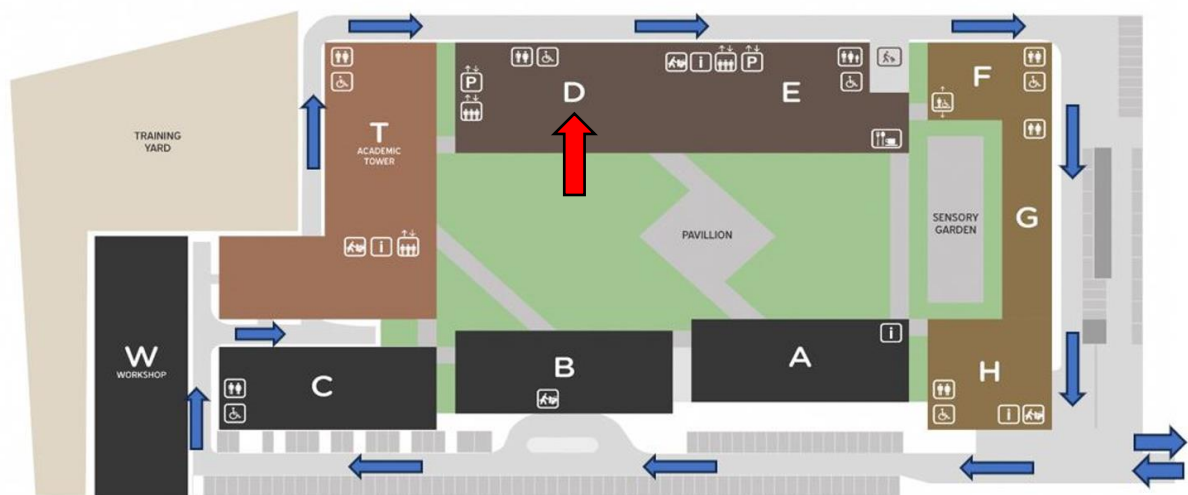 TRAINING
YARD
T
ACADEMIC
TOWER
P
D
i
P
E
F
i
PAVILLION
SENSORY
GARDEN
G
W
WORKSHOP
C
B
A
i
H
i